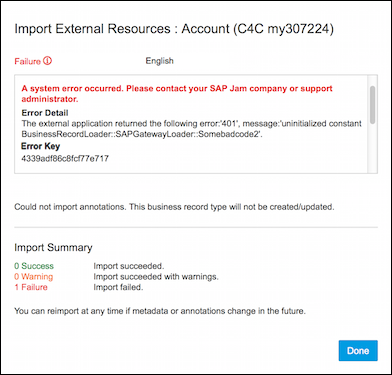 Import External Resources : Account (C4C my307224)
Failure
English
A system error occurred. Please contact your SAP Jam company or support
administrator.
Error Detail
The external application returned the following error:'401', message:'uninitialized constant
BusinessRecordLoader::SAPGatewayLoader::Somebadcode2'.
Error Key
4339adf86c8fcf77e717
Could not import annotations. This business record type will not be created/updated.
Import Summary
0 Success Import succeeded.
0 Warning Import succeeded with warnings.
1 Failure Import failed.
You can reimport at any time if metadata or annotations change in the future.
Done